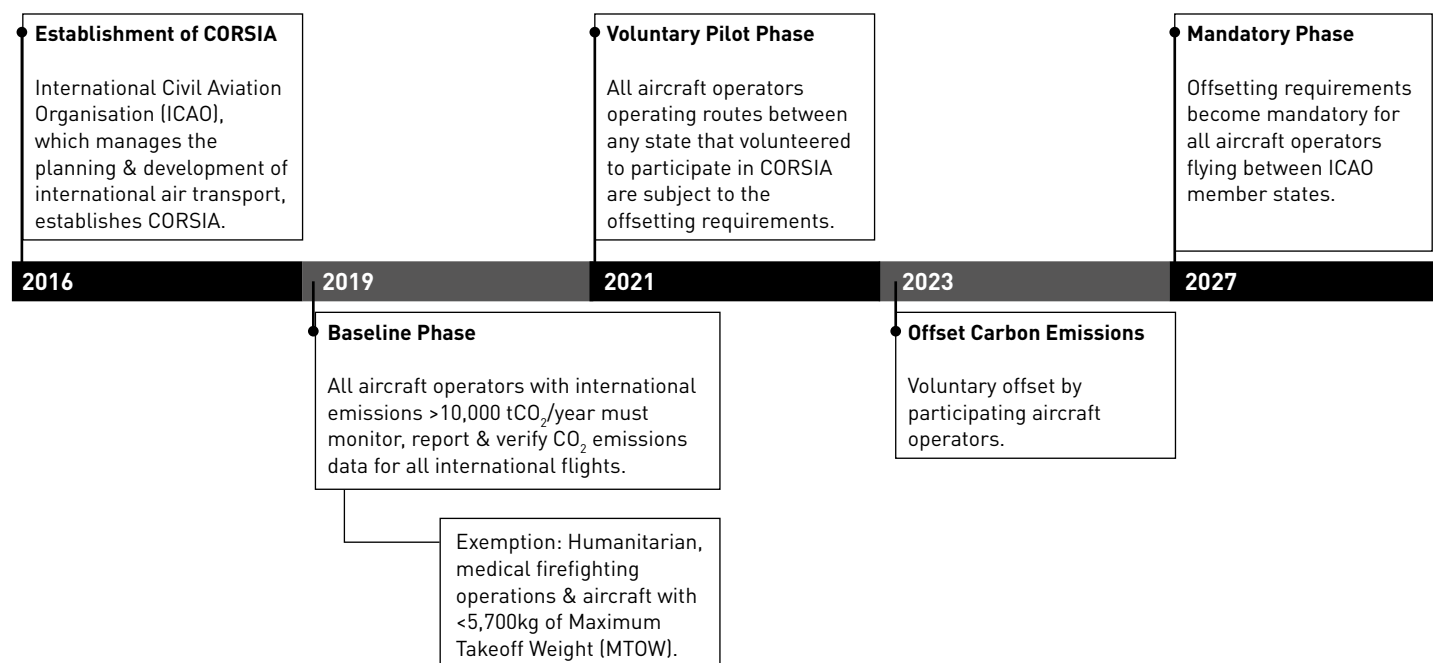 Establishment of CORSIA
International Civil Aviation
Organisation (ICAO),
which manages the
planning & development of
international air transport,
establishes CORSIA.
Voluntary Pilot Phase
All aircraft operators
operating routes between
any state that volunteered
to participate in CORSIA
are subject to the
offsetting requirements.
Mandatory Phase
Offsetting requirements
become mandatory for
all aircraft operators
flying between ICAO
member states.
2016
2019
2021
2023
2027
Baseline Phase
All aircraft operators with international
emissions >10,000 tCO₂/year must
monitor, report & verify CO₂ emissions
data for all international flights.
Offset Carbon Emissions
Voluntary offset by
participating aircraft
operators.
Exemption: Humanitarian,
medical firefighting
operations & aircraft with
<5,700kg of Maximum
Takeoff Weight (MTOW).